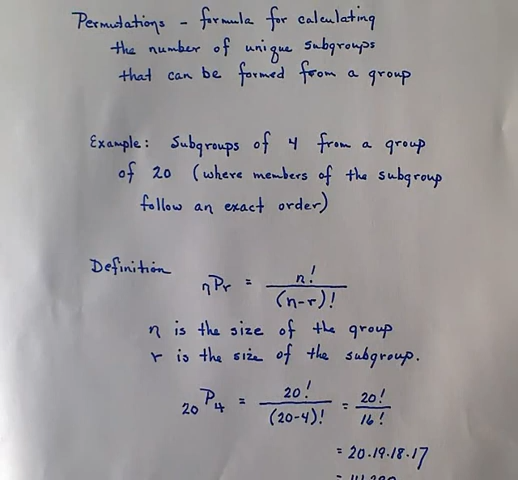 Permutations - formula for calculating
the number of unique subgroups
that can be formed from a group
Example: Subgroups of 4 from a group
of 20 (where members of the subgroup
follow an exact order)
Definition nPr = n! / (n-r)!
n is the size of the group
r is the size of the subgroup.
20P4 = 20! / (20-4)! = 20! / 16!
= 20.19.18.17